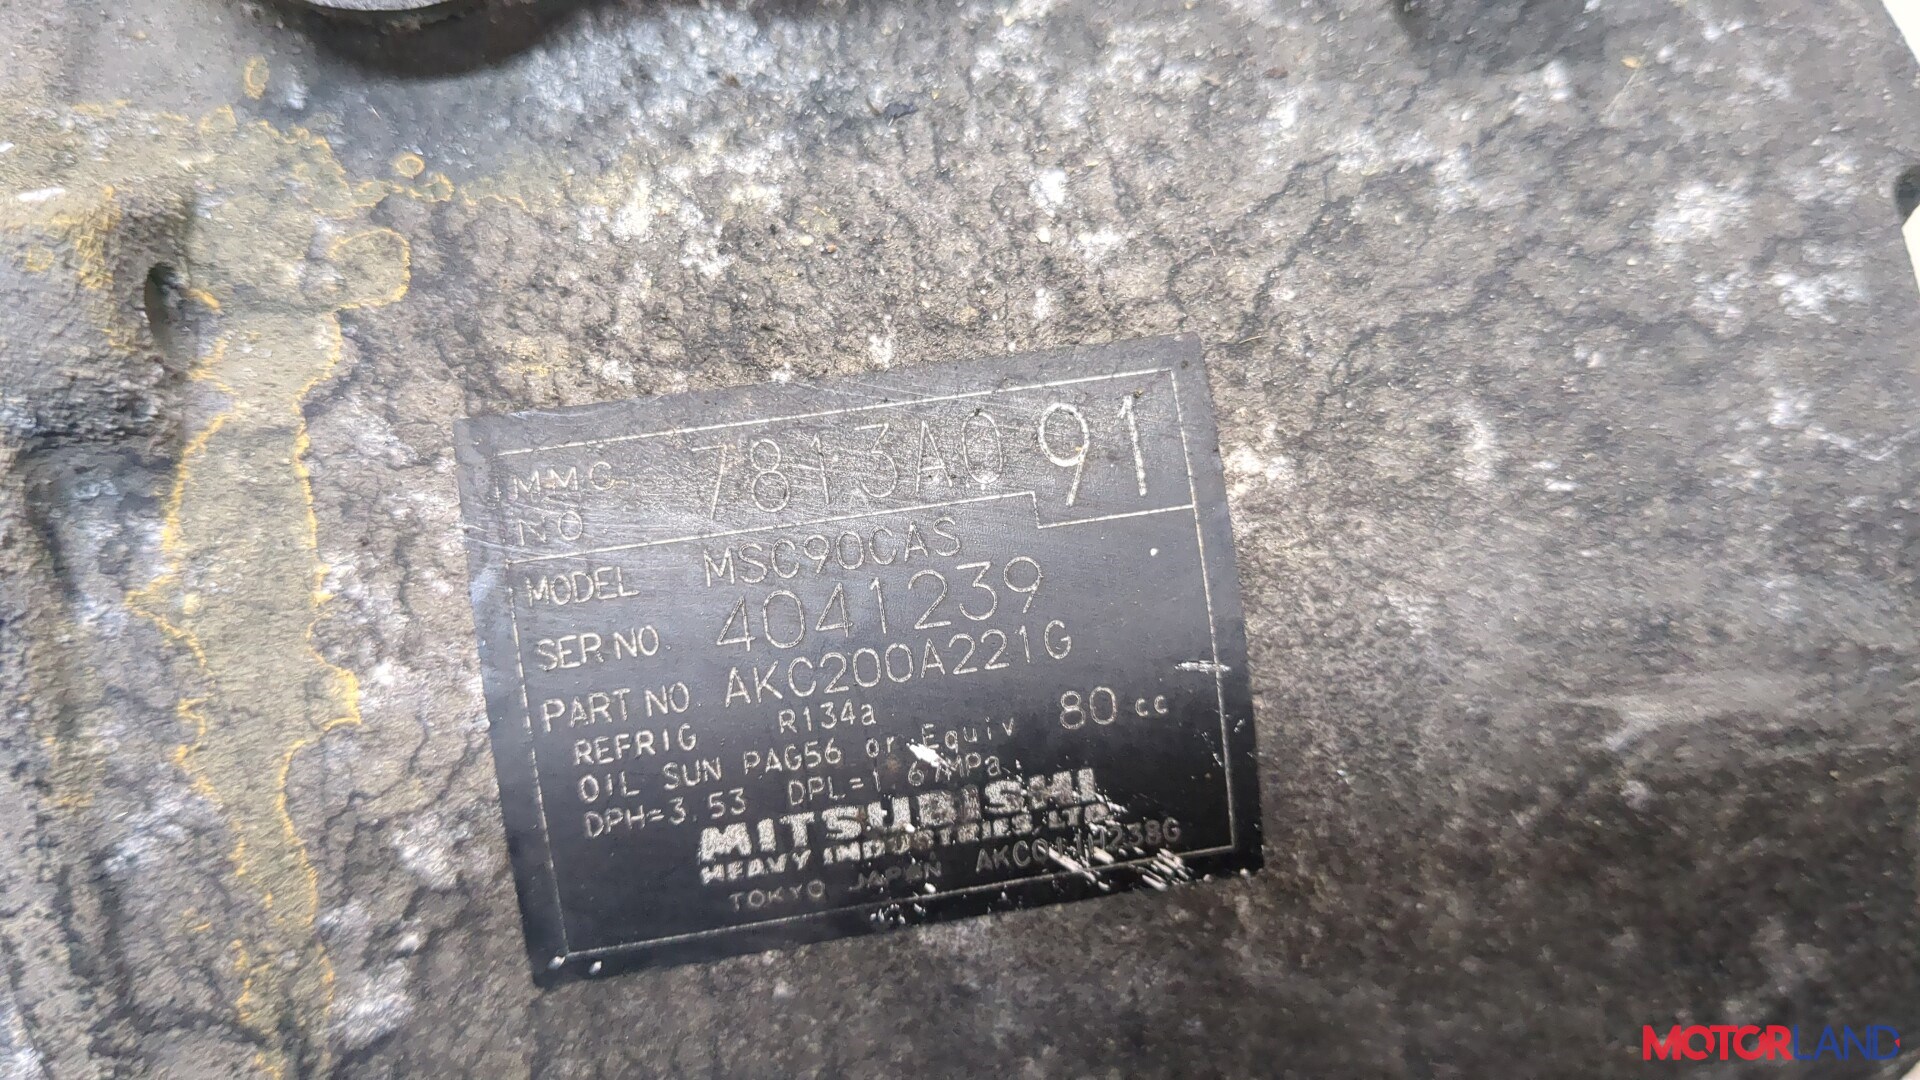 MMC NO 7813A091
MODEL MSC90CAS
SER.NO. 4041239
PART NO. AKC200A221G
REFRIG R134a
OIL SUN PAG56 or Equiv 80 cc
DPH=3.53 DPL=1.67MPa
MITSUBISHI
HEAVY INDUSTRIES, LTD.
TOKYO JAPAN
MOTORLAND